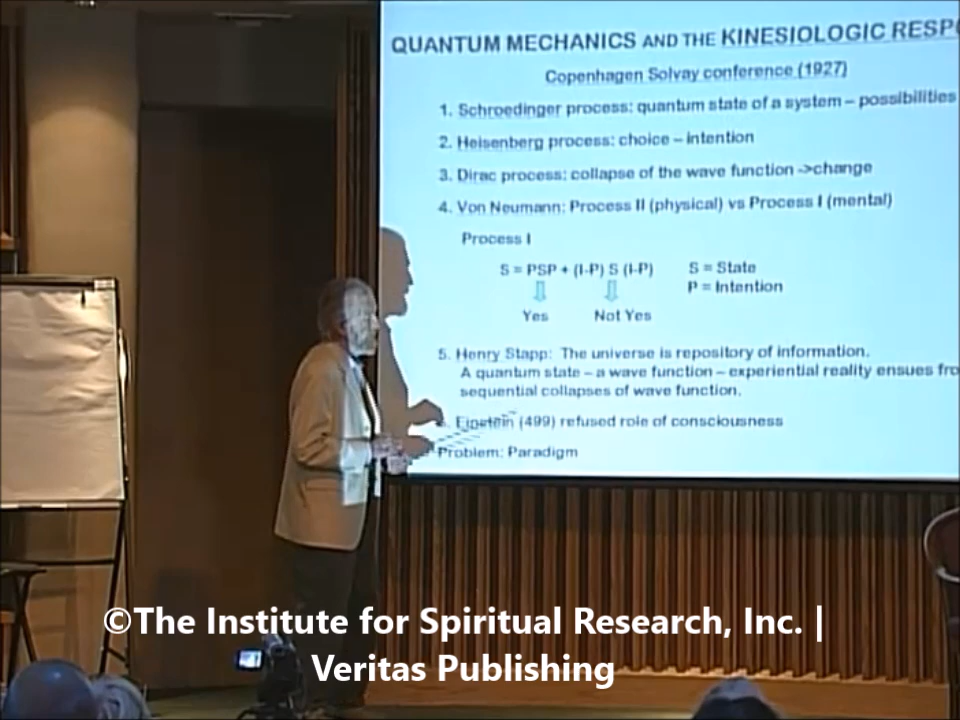 QUANTUM MECHANICS AND THE KINESIOLOGIC RESPO
Copenhagen Solvay conference (1927)
1. Schroedinger process: quantum state of a system – possibilities
2. Heisenberg process: choice – intention
3. Dirac process: collapse of the wave function ->change
4. Von Neumann: Process II (physical) vs Process I (mental)
Process I
S = PSP + (I-P) S (I-P) S = State
P = Intention
Yes Not Yes
5. Henry Stapp: The universe is repository of information.
A quantum state – a wave function – experiential reality ensues fro
sequential collapses of wave function.
Einstein (499) refused role of consciousness
Problem: Paradigm
©The Institute for Spiritual Research, Inc. |
Veritas Publishing